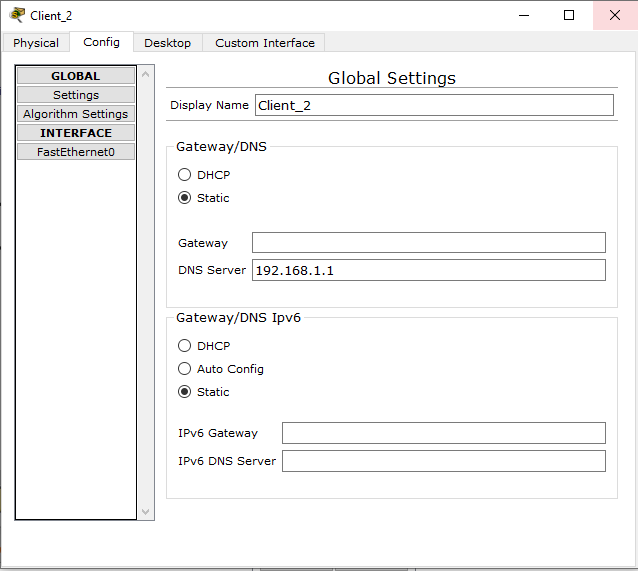 Client_2
Physical Config Desktop Custom Interface
GLOBAL
Settings
Algorithm Settings
INTERFACE
FastEthernet0
Global Settings
Display Name Client_2
Gateway/DNS
DHCP
Static
Gateway
DNS Server 192.168.1.1
Gateway/DNS Ipv6
DHCP
Auto Config
Static
IPv6 Gateway
IPv6 DNS Server